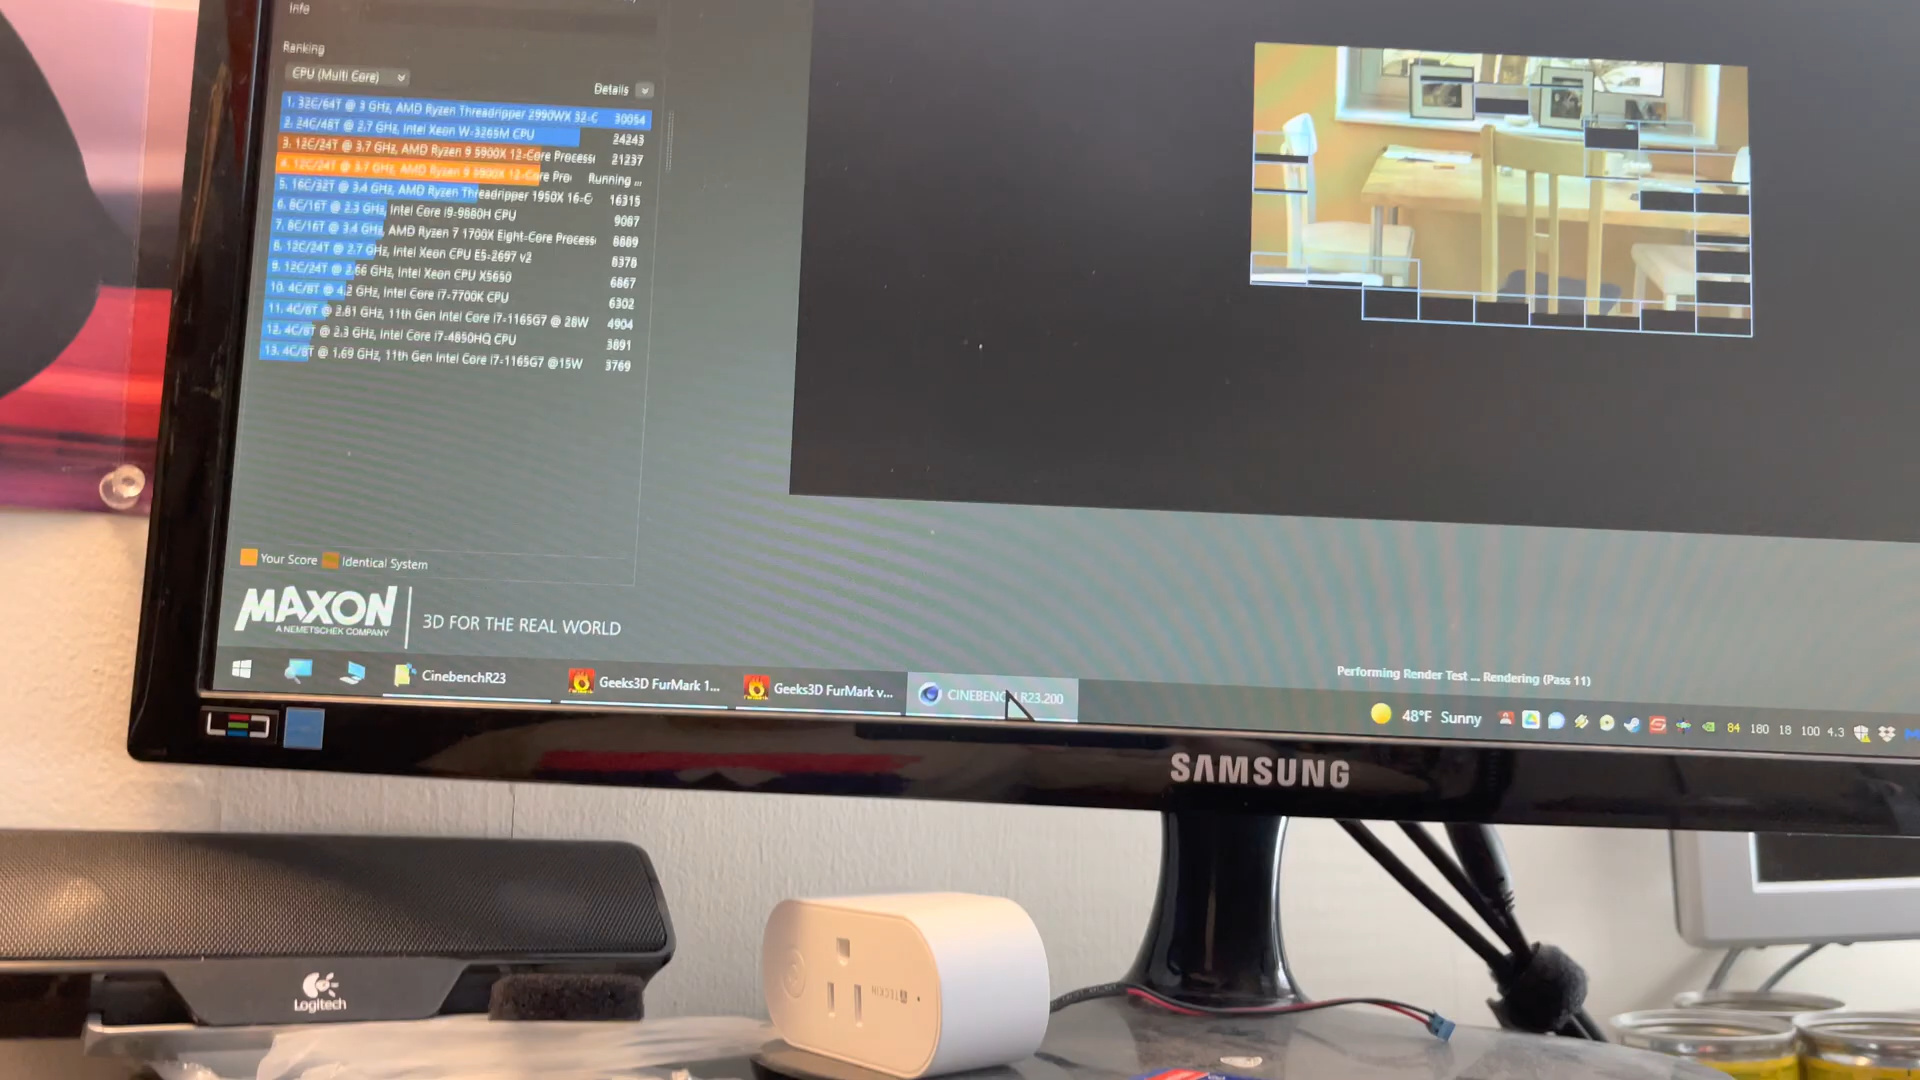 Info
Ranking
CPU (Multi Core)
Details
1. 32C/64T @ 3 GHz, AMD Ryzen Threadripper 2990WX 32-C 30054
2. 24C/48T @ 2.7 GHz, Intel Xeon W-3265M CPU 24243
3. 12C/24T @ 3.7 GHz, AMD Ryzen 9 5900X 12-Core Processo 21237
4. 12C/24T @ 3.7 GHz, AMD Ryzen 9 5900X 12-Core Pro Running ...
5. 16C/32T @ 3.4 GHz, AMD Ryzen Threadripper 1950X 16-C 16315
6. 8C/16T @ 2.3 GHz, Intel Core i9-9880H CPU 9087
7. 8C/16T @ 3.4 GHz, AMD Ryzen 7 1700X Eight-Core Process 8889
8. 12C/24T @ 2.7 GHz, Intel Xeon CPU E5-2697 v2 8378
9. 12C/24T @ 2.66 GHz, Intel Xeon CPU X5650 6867
10. 4C/8T @ 4.2 GHz, Intel Core i7-7700K CPU 6302
11. 4C/8T @ 2.81 GHz, 11th Gen Intel Core i7-1165G7 @ 28W 4904
12. 4C/8T @ 2.3 GHz, Intel Core i7-4850HQ CPU 3891
13. 4C/8T @ 1.69 GHz, 11th Gen Intel Core i7-1165G7 @15W 3769
Your Score Identical System
MAXON
A NEMETSCHEK COMPANY
3D FOR THE REAL WORLD
Performing Render Test ... Rendering (Pass 11)
CinebenchR23
Geeks3D FurMark 1...
Geeks3D FurMark v...
CINEBENCH R23.200
48°F Sunny
84 180 18 100 4.3
LED
SAMSUNG
Logitech
TECKIN